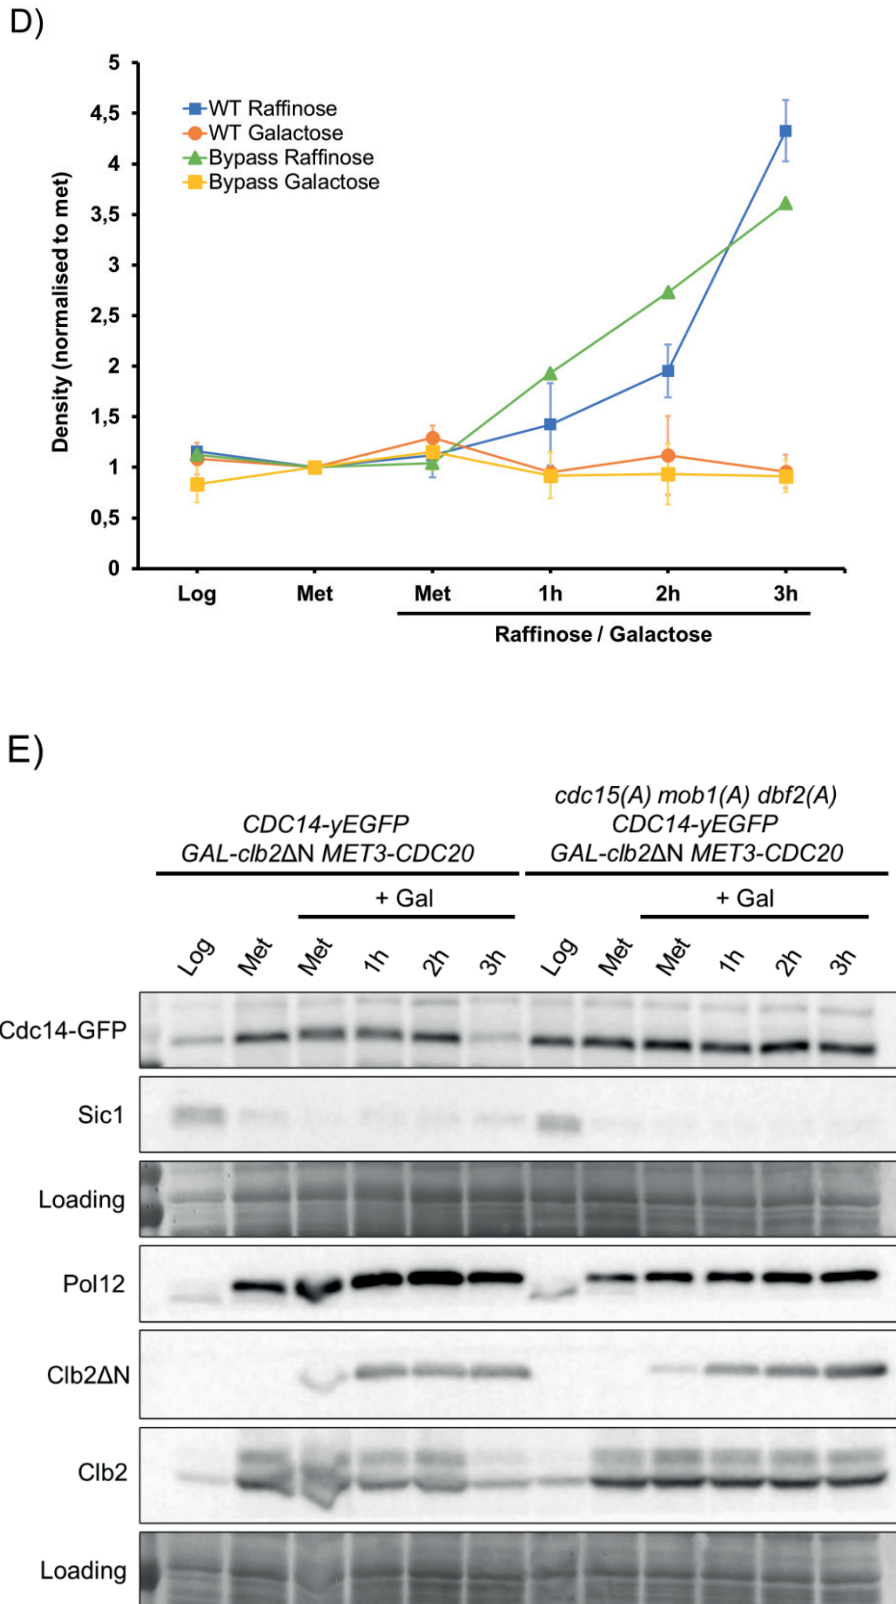 D)
5
4,5
4
3,5
3
2,5
2
1,5
1
0,5
0
Density (normalised to met)
WT Raffinose
WT Galactose
Bypass Raffinose
Bypass Galactose
Log Met Met 1h 2h 3h
Raffinose / Galactose
E)
CDC14-yEGFP
GAL-clb2ΔN MET3-CDC20
cdc15(A) mob1(A) dbf2(A)
CDC14-yEGFP
GAL-clb2ΔN MET3-CDC20
+ Gal + Gal
Log Met Met 1h 2h 3h Log Met Met 1h 2h 3h
Cdc14-GFP
Sic1
Loading
Pol12
Clb2ΔN
Clb2
Loading